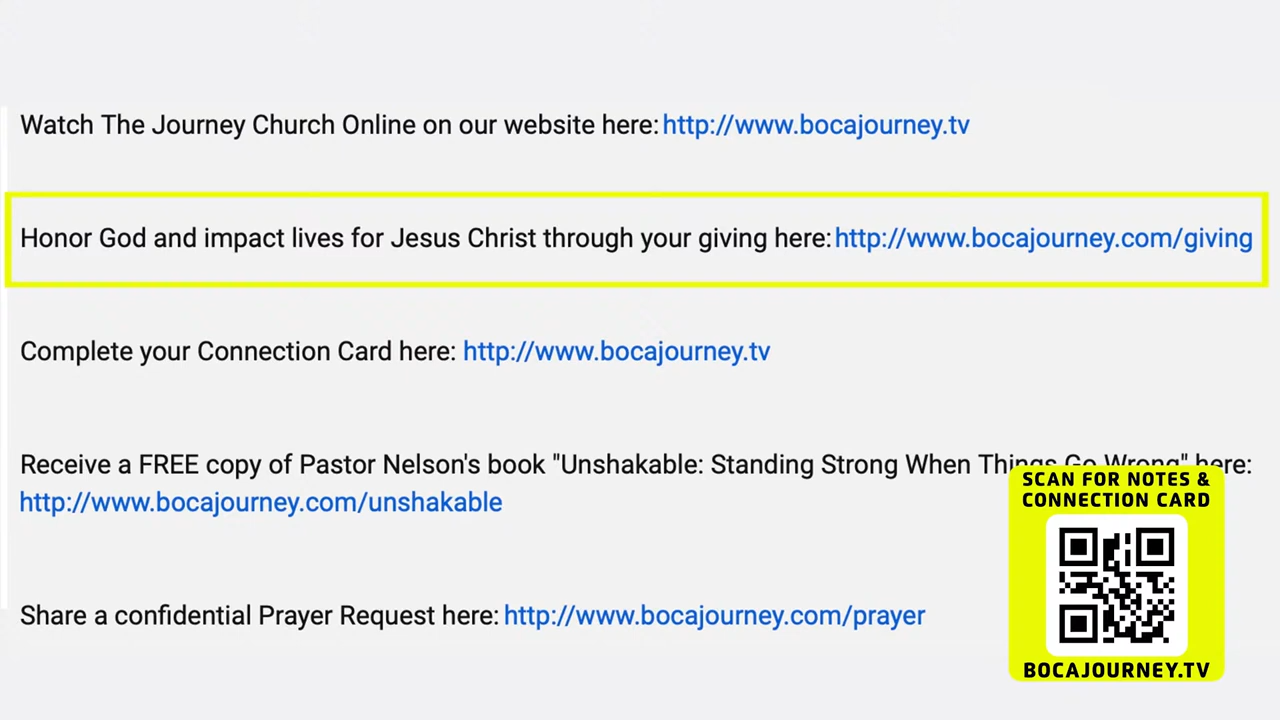 Watch The Journey Church Online on our website here: http://www.bocajourney.tv
Honor God and impact lives for Jesus Christ through your giving here: http://www.bocajourney.com/giving
Complete your Connection Card here: http://www.bocajourney.tv
Receive a FREE copy of Pastor Nelson's book "Unshakable: Standing Strong When Things Go Wrong" here:
http://www.bocajourney.com/unshakable
Share a confidential Prayer Request here: http://www.bocajourney.com/prayer
SCAN FOR NOTES &
CONNECTION CARD
BOCAJOURNEY.TV